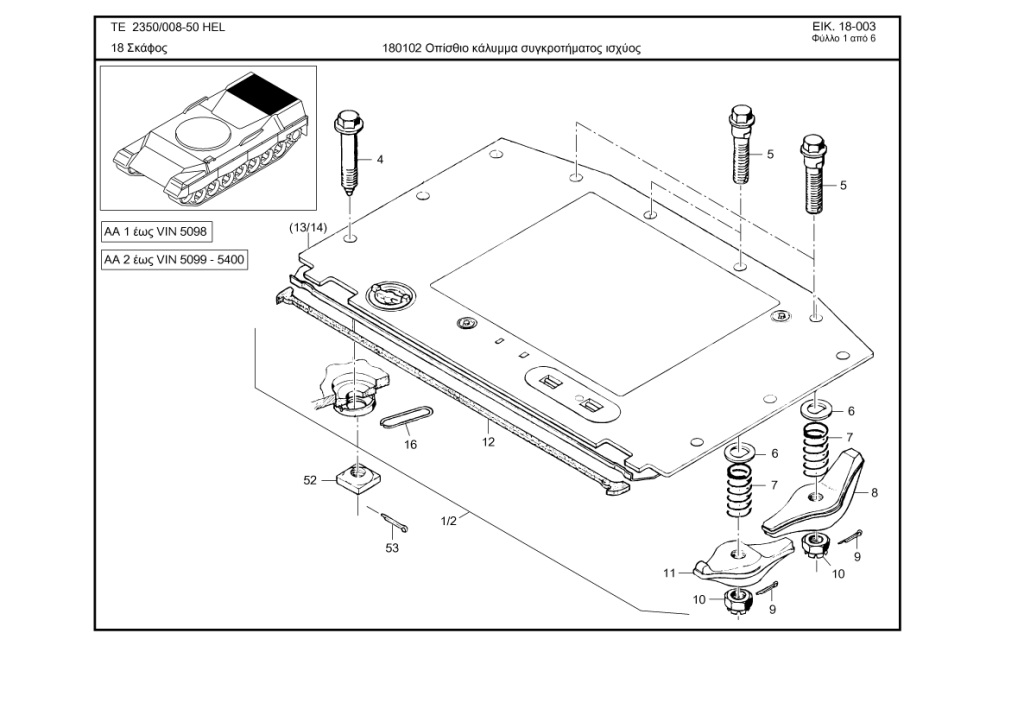 TE 2350/008-50 HEL
ΕΙΚ. 18-003
Φύλλο 1 από 6
18 Σκάφος
180102 Οπίσθιο κάλυμμα συγκροτήματος ισχύος
4
5
5
ΑΑ 1 έως VIN 5098
(13/14)
ΑΑ 2 έως VIN 5099 - 5400
6
7
16
12
6
7
52
8
1/2
53
9
10
11
10
9